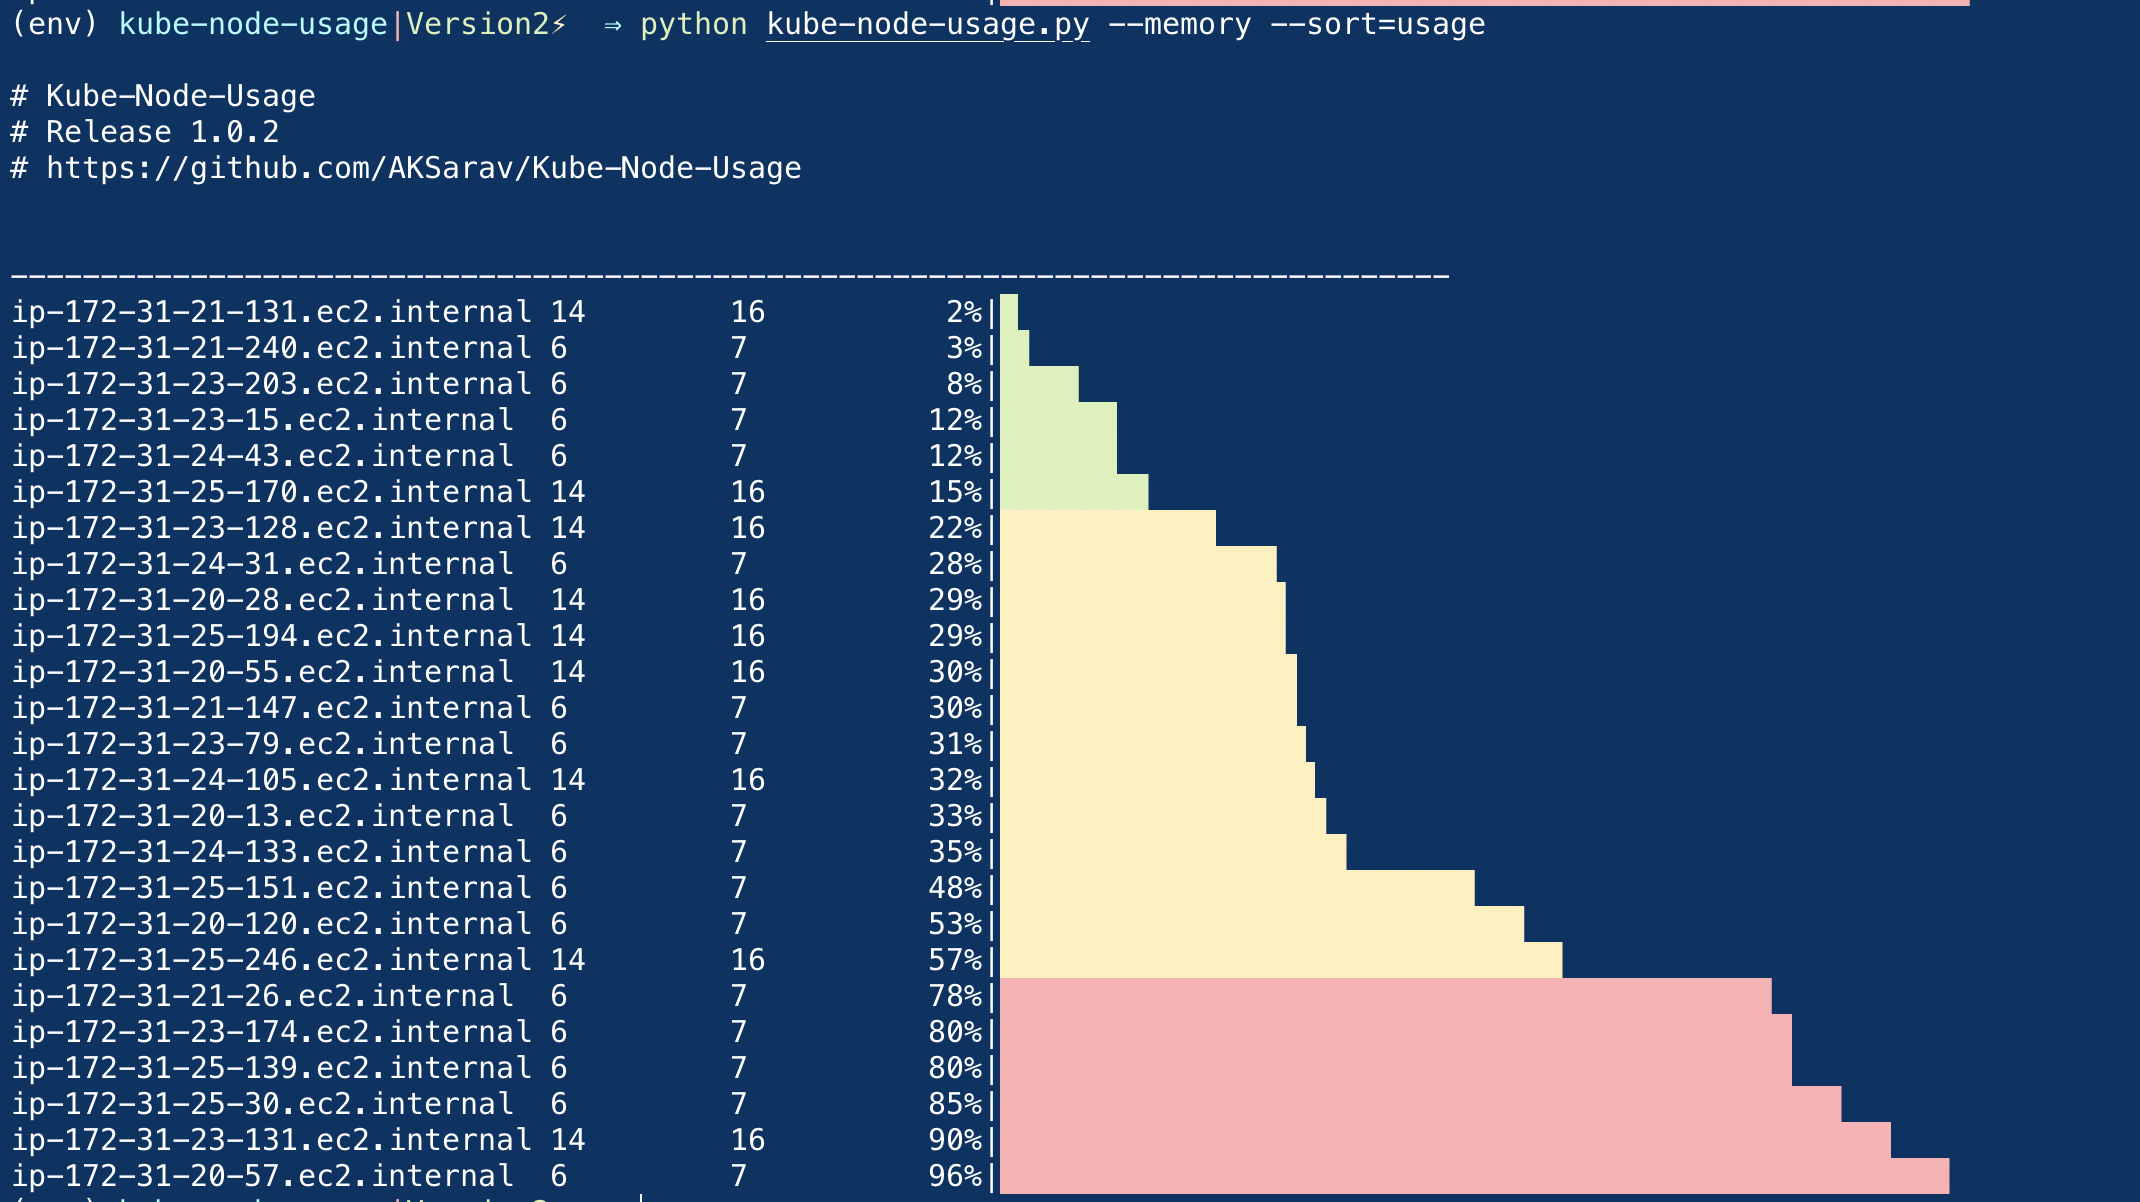 (env) kube-node-usage|Version2⚡ ⇒ python kube-node-usage.py --memory --sort=usage
# Kube-Node-Usage
# Release 1.0.2
# https://github.com/AKSarav/Kube-Node-Usage
--------------------------------------------------------------------------------
ip-172-31-21-131.ec2.internal 14 16 2%|
ip-172-31-21-240.ec2.internal 6 7 3%|
ip-172-31-23-203.ec2.internal 6 7 8%|
ip-172-31-23-15.ec2.internal 6 7 12%|
ip-172-31-24-43.ec2.internal 6 7 12%|
ip-172-31-25-170.ec2.internal 14 16 15%|
ip-172-31-23-128.ec2.internal 14 16 22%|
ip-172-31-24-31.ec2.internal 6 7 28%|
ip-172-31-20-28.ec2.internal 14 16 29%|
ip-172-31-25-194.ec2.internal 14 16 29%|
ip-172-31-20-55.ec2.internal 14 16 30%|
ip-172-31-21-147.ec2.internal 6 7 30%|
ip-172-31-23-79.ec2.internal 6 7 31%|
ip-172-31-24-105.ec2.internal 14 16 32%|
ip-172-31-20-13.ec2.internal 6 7 33%|
ip-172-31-24-133.ec2.internal 6 7 35%|
ip-172-31-25-151.ec2.internal 6 7 48%|
ip-172-31-20-120.ec2.internal 6 7 53%|
ip-172-31-25-246.ec2.internal 14 16 57%|
ip-172-31-21-26.ec2.internal 6 7 78%|
ip-172-31-23-174.ec2.internal 6 7 80%|
ip-172-31-25-139.ec2.internal 6 7 80%|
ip-172-31-25-30.ec2.internal 6 7 85%|
ip-172-31-23-131.ec2.internal 14 16 90%|
ip-172-31-20-57.ec2.internal 6 7 96%|